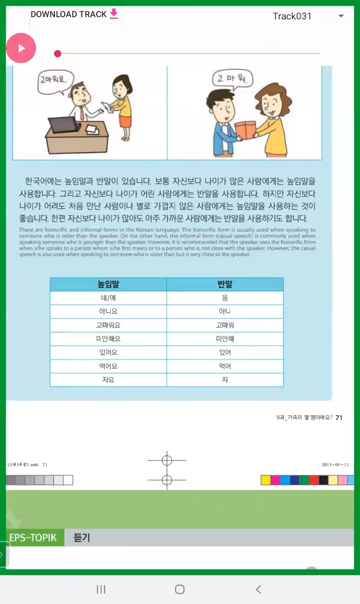 DOWNLOAD TRACK
Track031
고마워요.
고마워.
한국어에는 높임말과 반말이 있습니다. 보통 자신보다 나이가 많은 사람에게는 높임말을
사용합니다. 그리고 자신보다 나이가 어린 사람에게는 반말을 사용합니다. 하지만 자신보다
나이가 어려도 처음 만난 사람이나 별로 가깝지 않은 사람에게는 높임말을 사용하는 것이
좋습니다. 한편 자신보다 나이가 많아도 아주 가까운 사람에게는 반말을 사용하기도 합니다.
There are honorific and informal forms in the Korean language. The honorific form is usually used when speaking to
someone who is older than the speaker. On the other hand, the informal form (casual speech) is commonly used when
speaking someone who is younger than the speaker. However, it is recommended that the speaker uses the honorific form
when s/he speaks to a person whom s/he first meets or to a person who is not close with the speaker. However, the casual
speech is also used when speaking to someone who is older than but is very close to the speaker.
높임말 반말
네/예 응
아니요 아니
고마워요 고마워
미안해요 미안해
있어요 있어
먹어요 먹어
자요 자
9과_가족이 몇 명이에요? 71
EPS-TOPIK 듣기